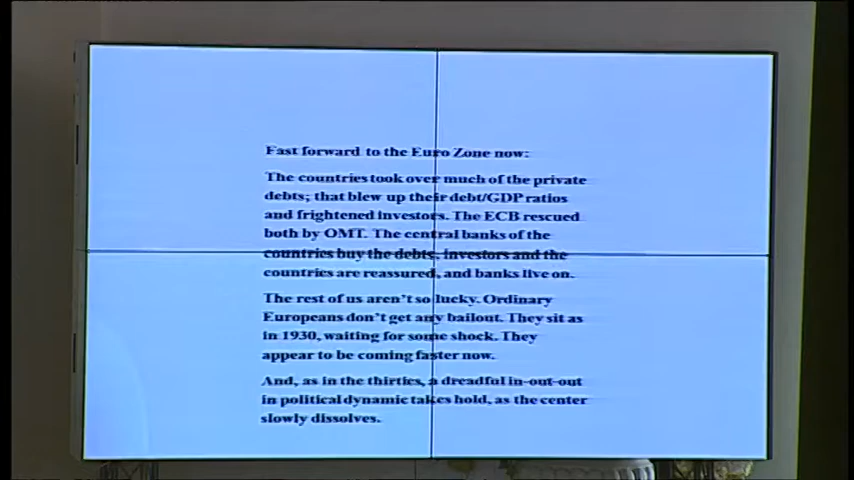 Fast forward to the Euro Zone now:
The countries took over much of the private
debts; that blew up their debt/GDP ratios
and frightened investors. The ECB rescued
both by OMT. The central banks of the
countries buy the debts, investors and the
countries are reassured, and banks live on.
The rest of us aren't so lucky. Ordinary
Europeans don't get any bailout. They sit as
in 1930, waiting for some shock. They
appear to be coming faster now.
And, as in the thirties, a dreadful in-out-out
in political dynamic takes hold, as the center
slowly dissolves.